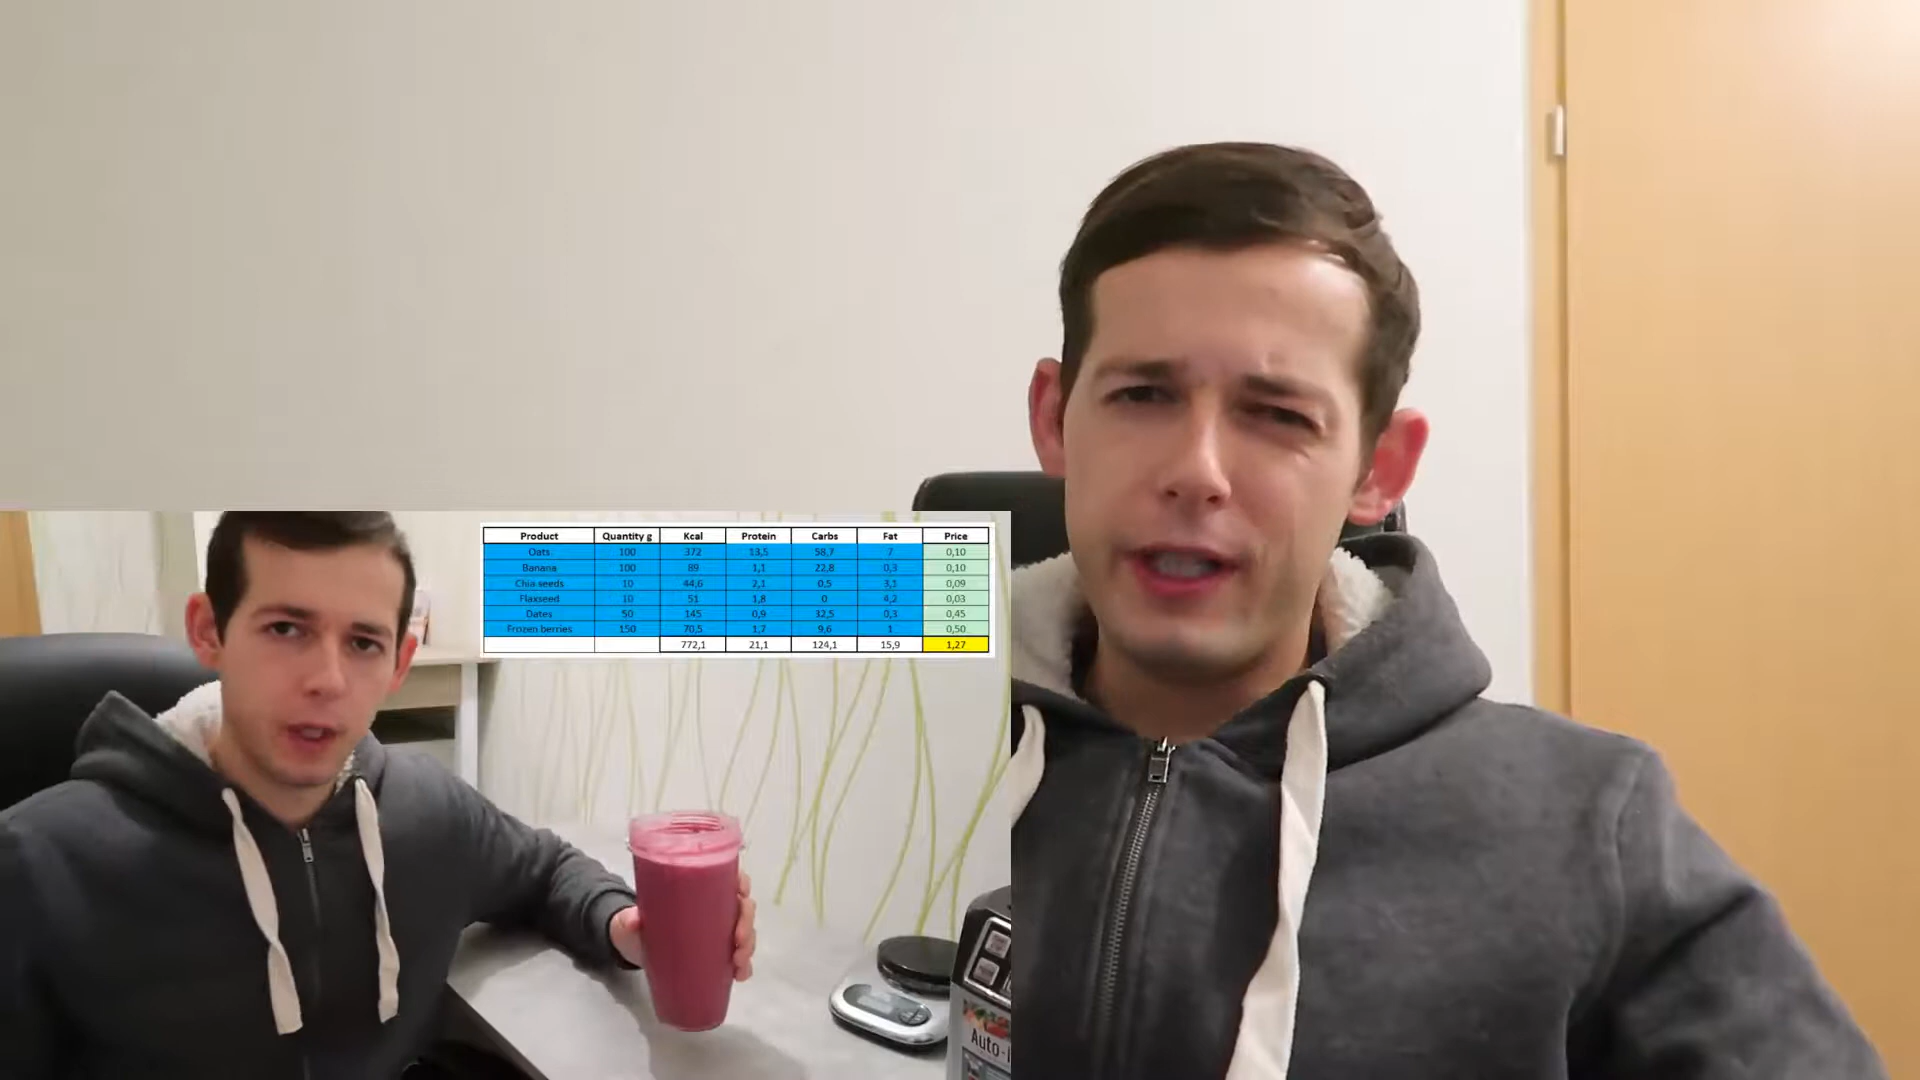 Product Quantity g Kcal Protein Carbs Fat Price
Oats 100 372 13,5 58,7 7 0,10
Banana 100 89 1,1 22,8 0,3 0,10
Chia seeds 10 44,6 2,1 0,5 3,1 0,09
Flaxseed 10 51 1,8 0 4,2 0,03
Dates 50 145 0,9 32,5 0,3 0,45
Frozen berries 150 70,5 1,7 9,6 1 0,50
772,1 21,1 124,1 15,9 1,27
Auto-i